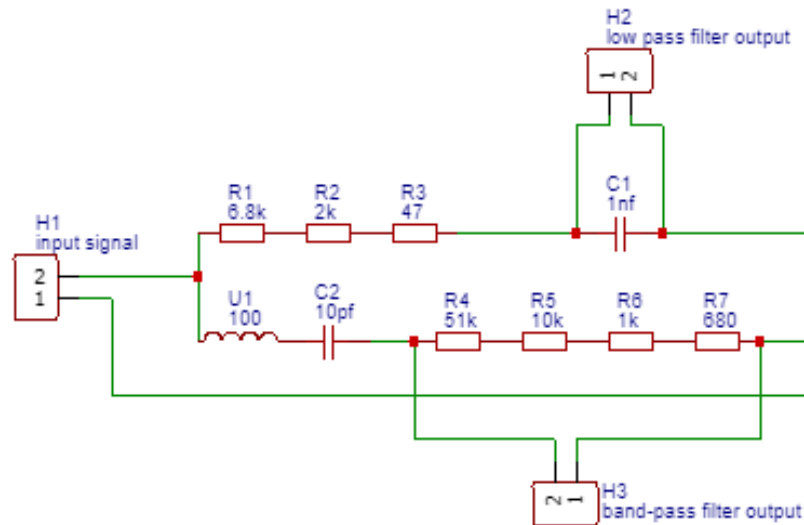 H2
low pass filter output
1 2
R1
6.8k
R2
2k
R3
47
C1
1nf
H1
input signal
2
1
U1
100
C2
10pf
R4
51k
R5
10k
R6
1k
R7
680
2 1
H3
band-pass filter output